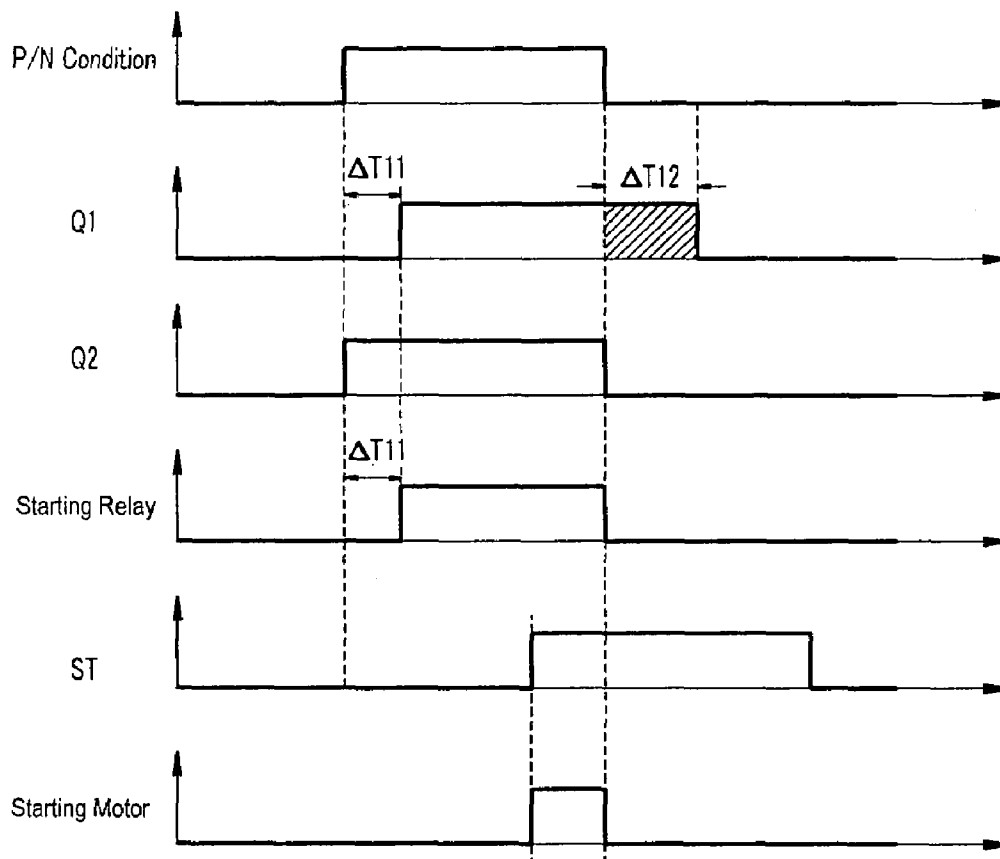 P/N Condition
ΔT11
ΔT12
Q1
Q2
ΔT11
Starting Relay
ST
Starting Motor